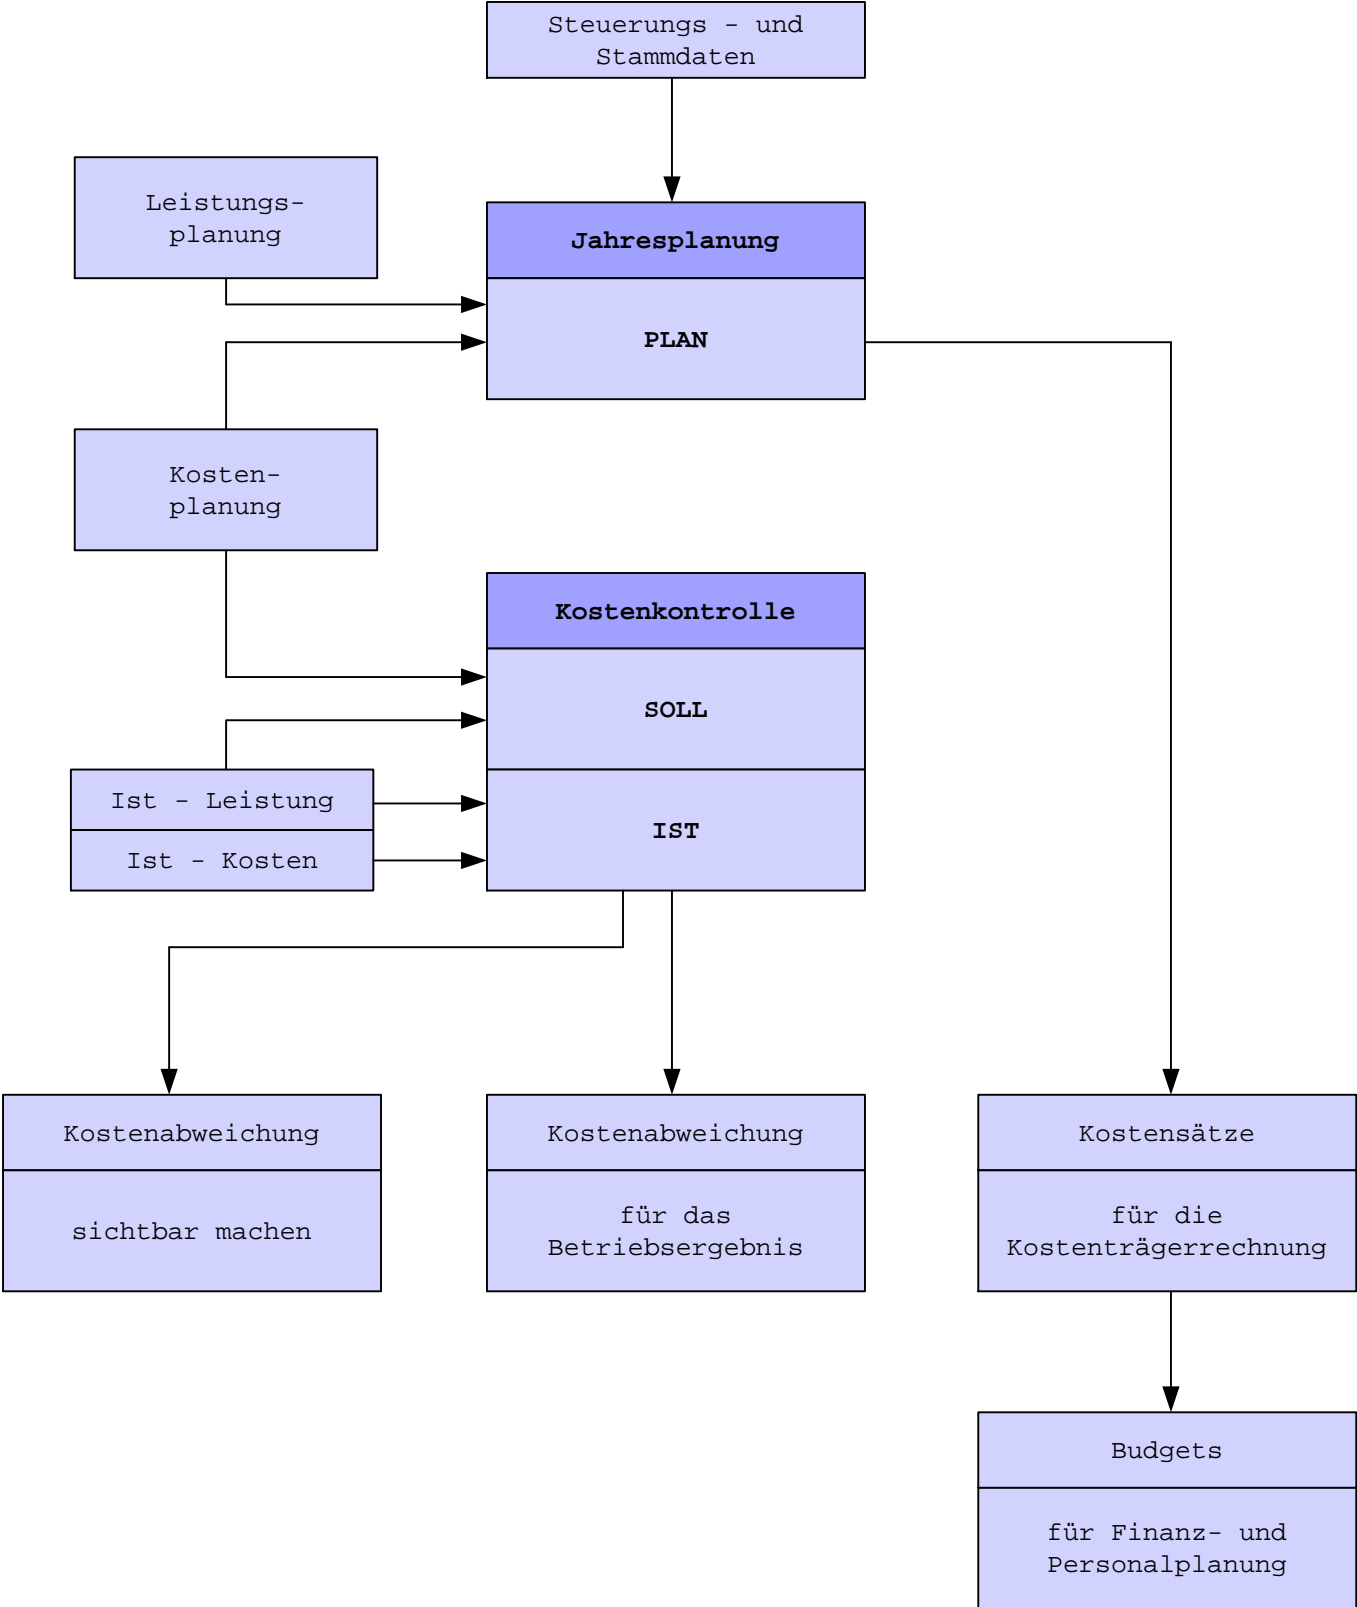 Steuerungs - und
Stammdaten
Leistungs-
planung
Jahresplanung
PLAN
Kosten-
planung
Kostenkontrolle
SOLL
Ist - Leistung
IST
Ist - Kosten
Kostenabweichung
sichtbar machen
Kostenabweichung
für das
Betriebsergebnis
Kostensätze
für die
Kostenträgerrechnung
Budgets
für Finanz- und
Personalplanung